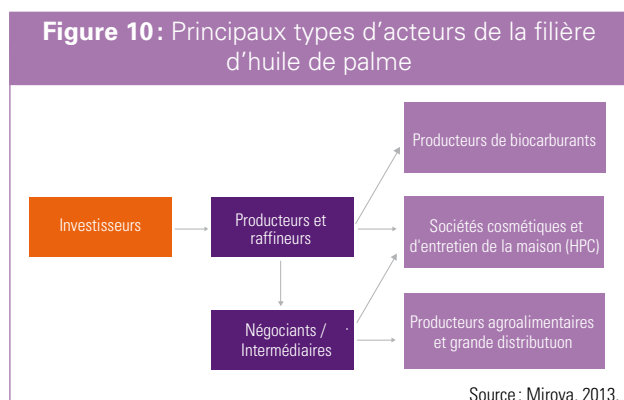 Figure 10 : Principaux types d'acteurs de la filière
d'huile de palme
Producteurs de biocarburants
Investisseurs
Producteurs et
raffineurs
Sociétés cosmétiques et
d'entretien de la maison (HPC)
Négociants /
Intermédiaires
Producteurs agroalimentaires
et grande distributuon
Source : Mirova, 2013.